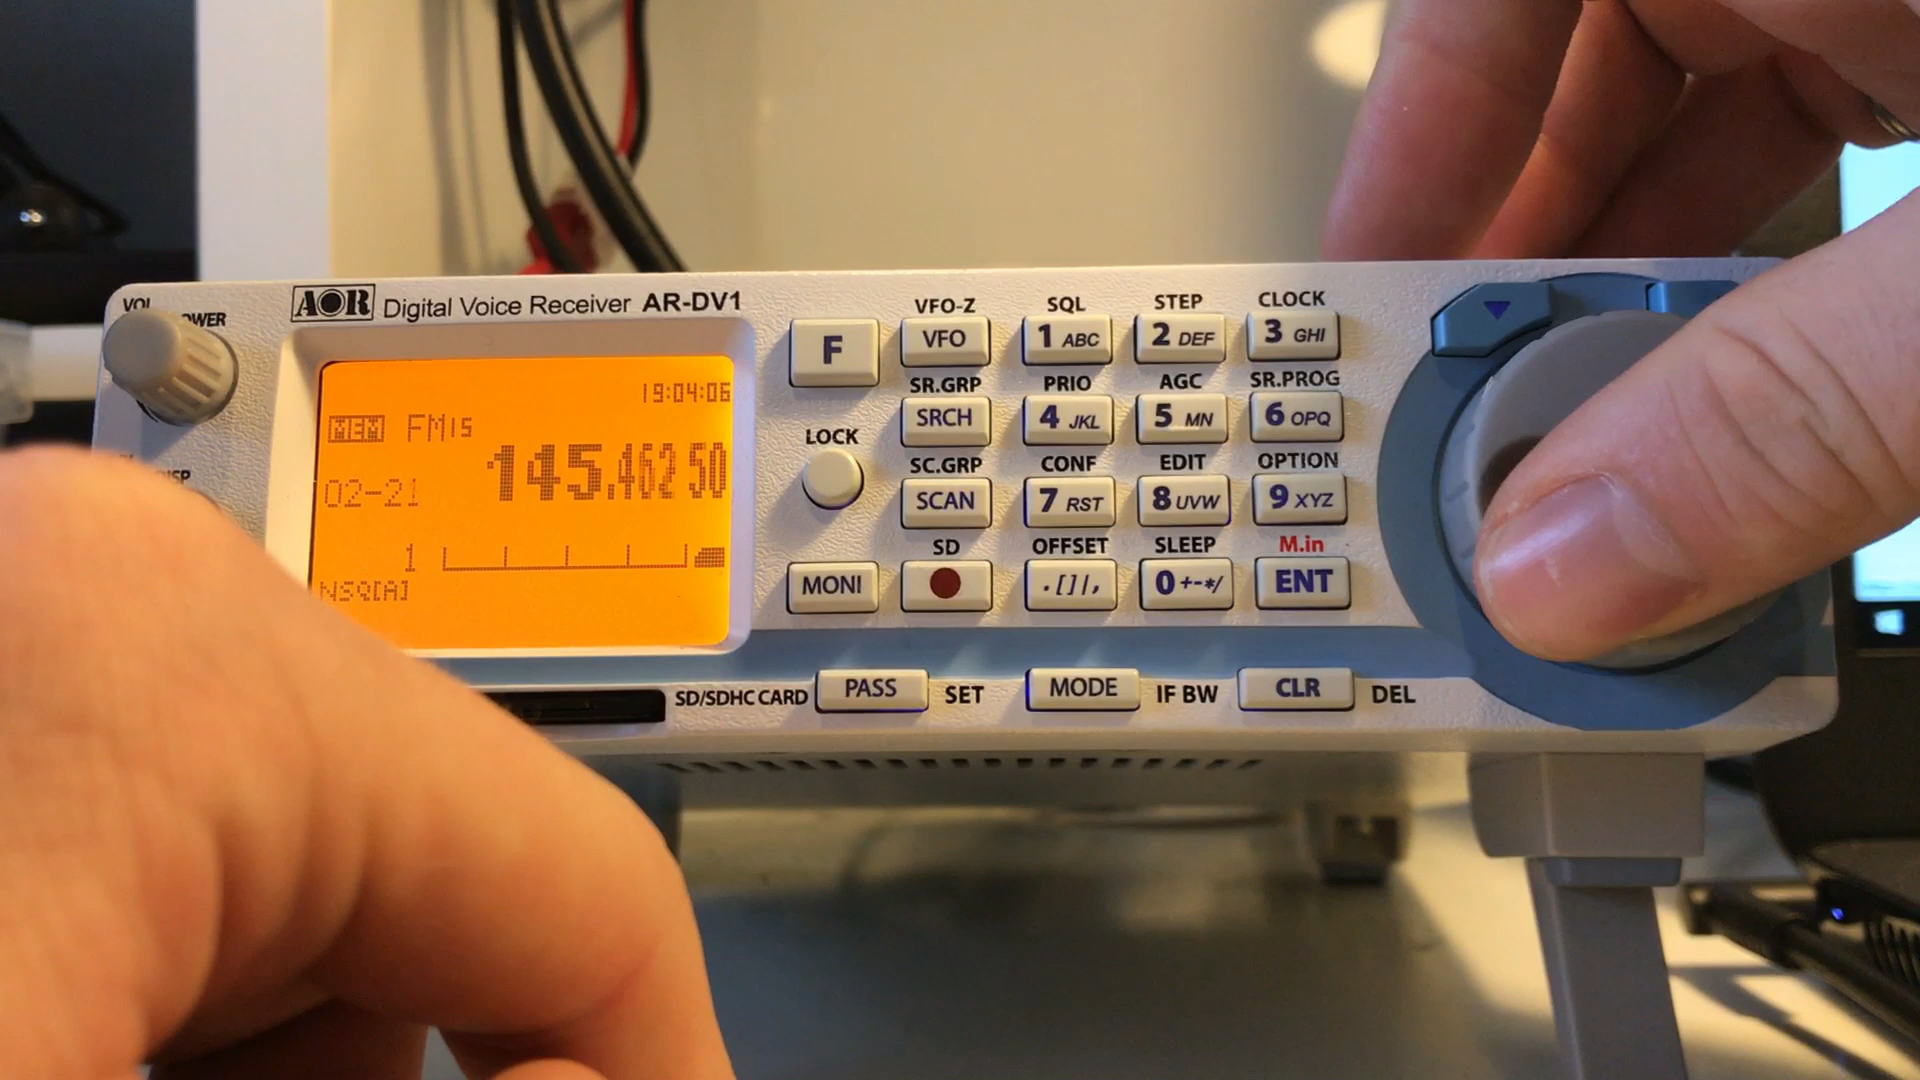 VOL
POWER
AOR Digital Voice Receiver AR-DV1
19:04:06
MEM FM15
02-21 145.462 50
1
NSQ[A]
F
LOCK
MONI
VFO-Z SQL STEP CLOCK
VFO 1 ABC 2 DEF 3 GHI
SR.GRP PRIO AGC SR.PROG
SRCH 4 JKL 5 MN 6 OPQ
SC.GRP CONF EDIT OPTION
SCAN 7 RST 8 UVW 9 XYZ
SD OFFSET SLEEP M.in
.[]|, 0 +-*/ ENT
SD/SDHC CARD PASS SET MODE IF BW CLR DEL